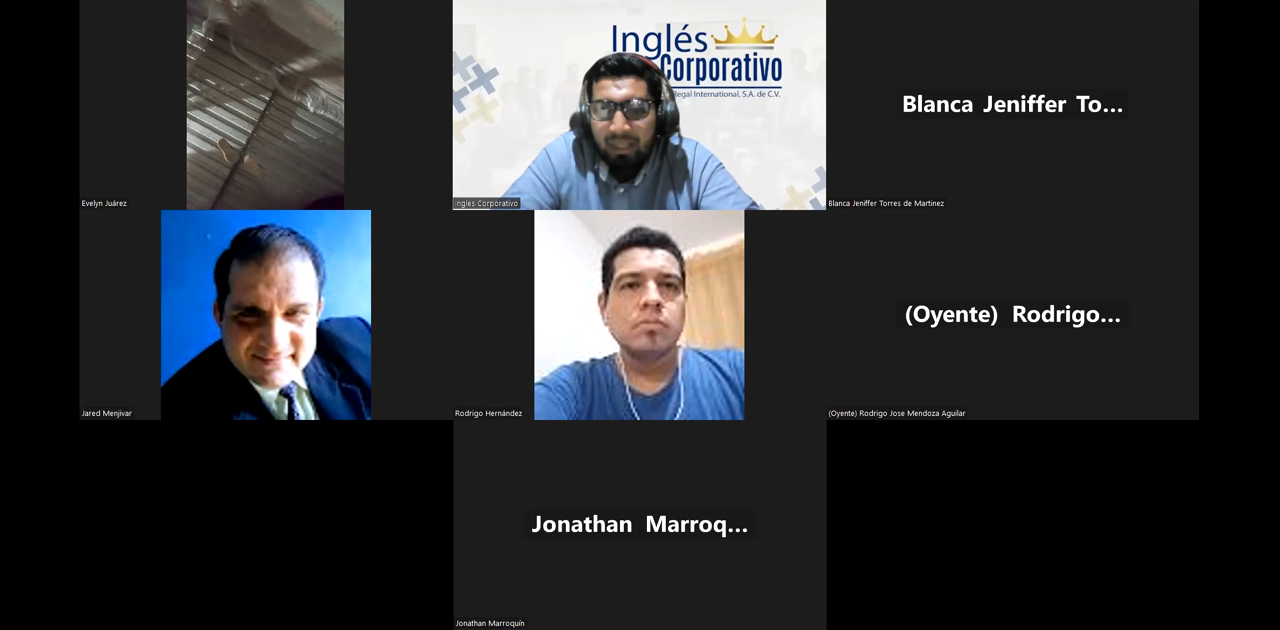 Inglés
Corporativo
Regal International, S.A. de C.V.
Blanca Jeniffer To...
Evelyn Juárez
Ingles Corporativo
Blanca Jeniffer Torres de Martinez
(Oyente) Rodrigo...
Jared Menjivar
Rodrigo Hernández
(Oyente) Rodrigo Jose Mendoza Aguilar
Jonathan Marroq...
Jonathan Marroquín